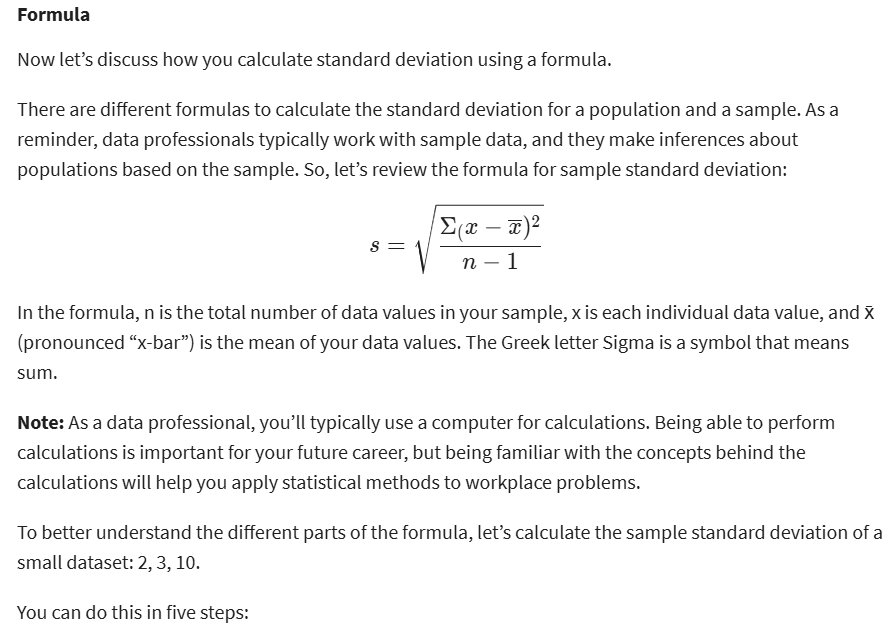 Formula
Now let’s discuss how you calculate standard deviation using a formula.
There are different formulas to calculate the standard deviation for a population and a sample. As a
reminder, data professionals typically work with sample data, and they make inferences about
populations based on the sample. So, let’s review the formula for sample standard deviation:
s = √(Σ(x − x̅)² / (n − 1))
In the formula, n is the total number of data values in your sample, x is each individual data value, and x̄
(pronounced “x-bar”) is the mean of your data values. The Greek letter Sigma is a symbol that means
sum.
Note: As a data professional, you’ll typically use a computer for calculations. Being able to perform
calculations is important for your future career, but being familiar with the concepts behind the
calculations will help you apply statistical methods to workplace problems.
To better understand the different parts of the formula, let’s calculate the sample standard deviation of a
small dataset: 2, 3, 10.
You can do this in five steps: